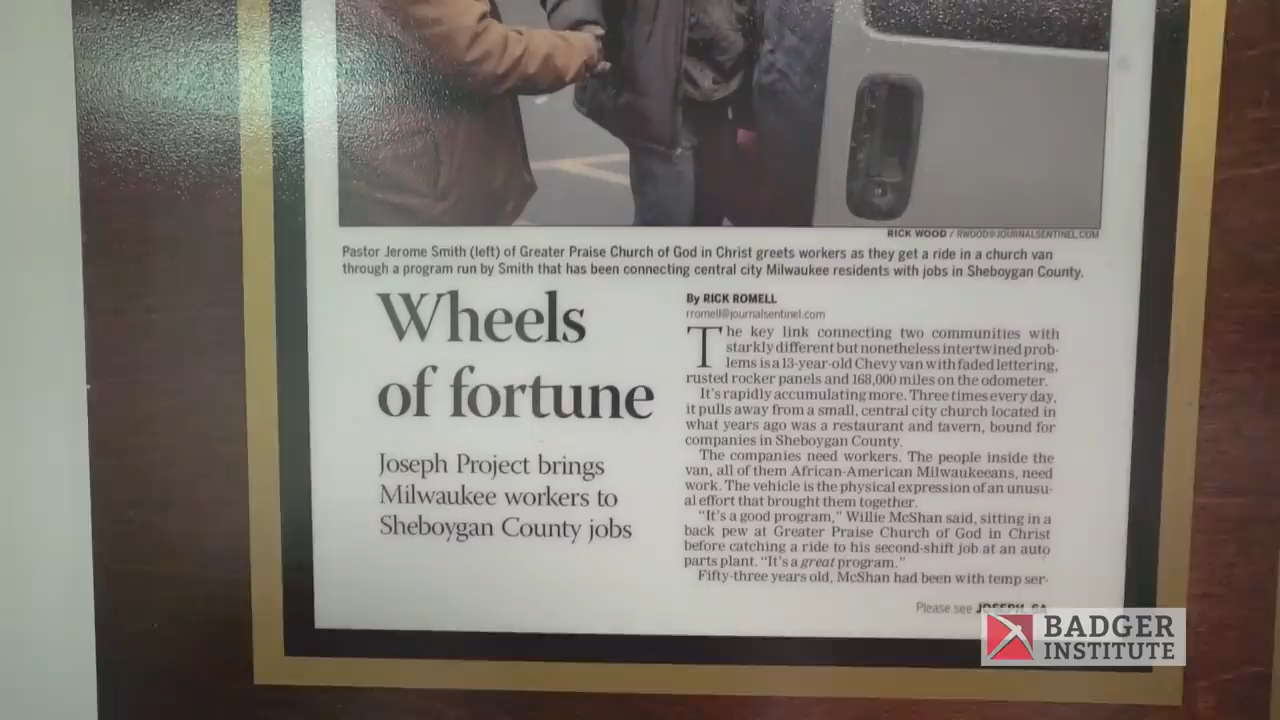 RICK WOOD / RWOOD@JOURNALSENTINEL.COM
Pastor Jerome Smith (left) of Greater Praise Church of God in Christ greets workers as they get a ride in a church van
through a program run by Smith that has been connecting central city Milwaukee residents with jobs in Sheboygan County.
Wheels
of fortune
Joseph Project brings
Milwaukee workers to
Sheboygan County jobs
By RICK ROMELL
rromell@journalsentinel.com
The key link connecting two communities with
starkly different but nonetheless intertwined prob-
lems is a 13-year-old Chevy van with faded lettering,
rusted rocker panels and 168,000 miles on the odometer.
It's rapidly accumulating more. Three times every day,
it pulls away from a small, central city church located in
what years ago was a restaurant and tavern, bound for
companies in Sheboygan County.
The companies need workers. The people inside the
van, all of them African-American Milwaukeeans, need
work. The vehicle is the physical expression of an unusu-
al effort that brought them together.
"It's a good program," Willie McShan said, sitting in a
back pew at Greater Praise Church of God in Christ
before catching a ride to his second-shift job at an auto
parts plant. "It's a great program."
Fifty-three years old, McShan had been with temp ser-
Please see JOSEPH,
BADGER
INSTITUTE